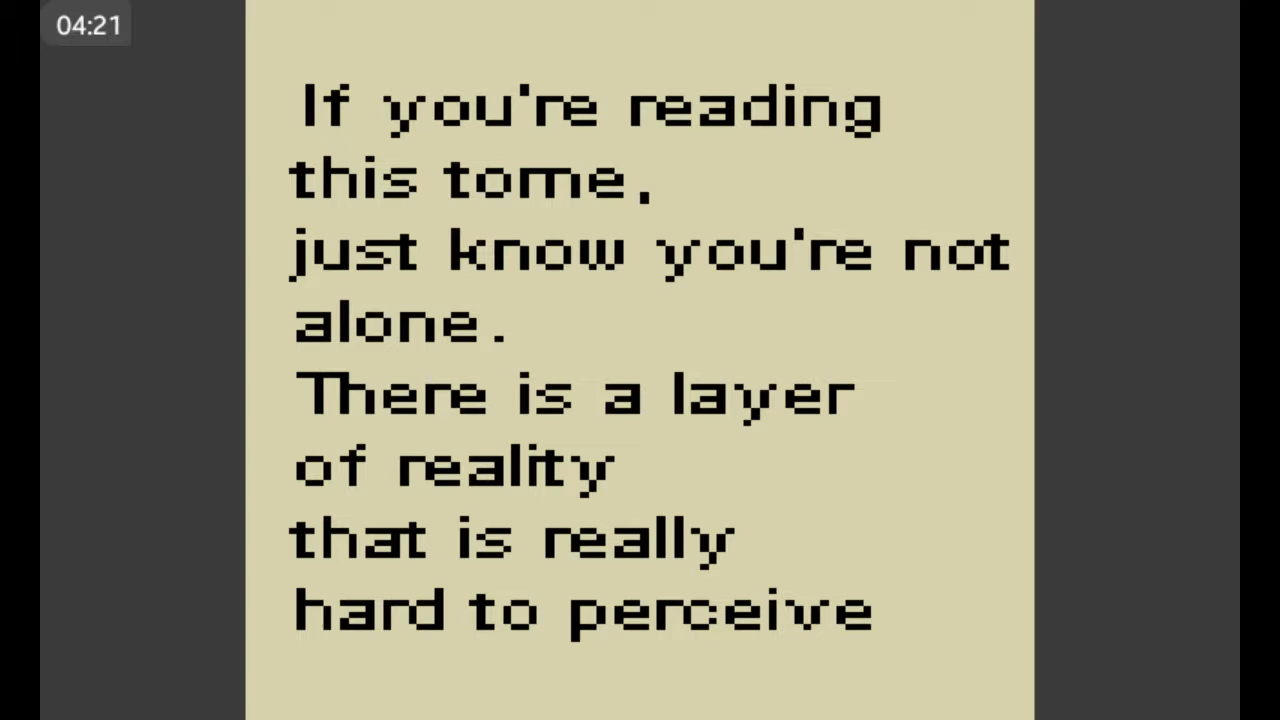 04:21
If you're reading
this tome,
just know you're not
alone.
There is a layer
of reality
that is really
hard to perceive